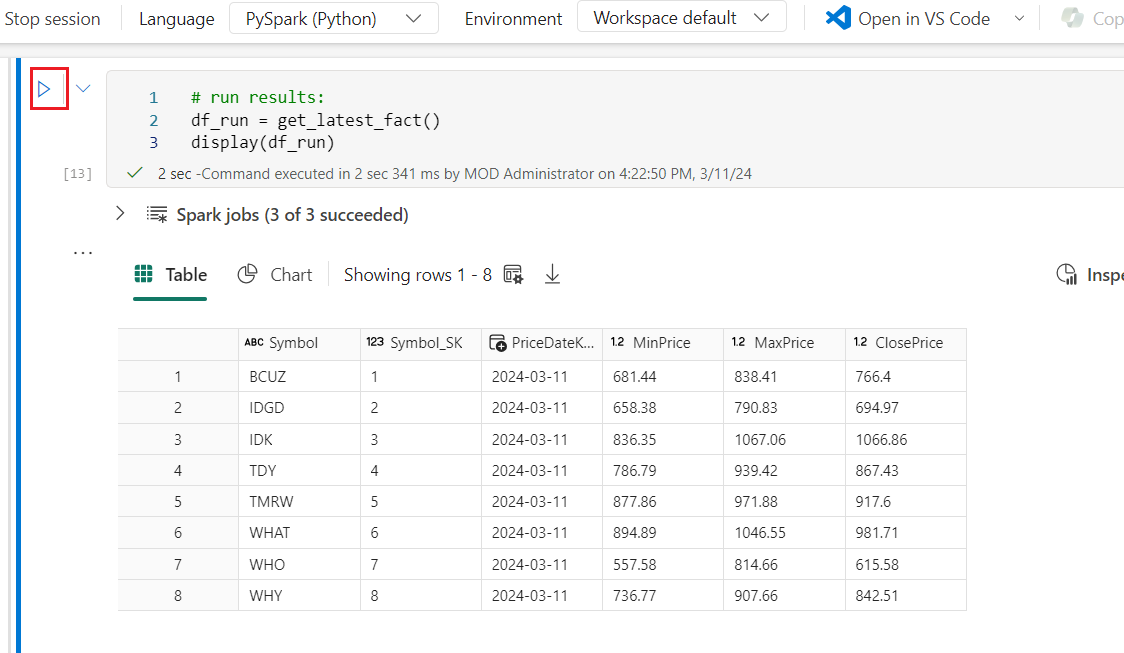 Stop session Language PySpark (Python) Environment Workspace default Open in VS Code Cop
1 # run results:
2 df_run = get_latest_fact()
3 display(df_run)
[13] 2 sec -Command executed in 2 sec 341 ms by MOD Administrator on 4:22:50 PM, 3/11/24
Spark jobs (3 of 3 succeeded)
...
Table Chart Showing rows 1 - 8 Inspe
ABC Symbol 123 Symbol_SK PriceDateK... 1.2 MinPrice 1.2 MaxPrice 1.2 ClosePrice
1 BCUZ 1 2024-03-11 681.44 838.41 766.4
2 IDGD 2 2024-03-11 658.38 790.83 694.97
3 IDK 3 2024-03-11 836.35 1067.06 1066.86
4 TDY 4 2024-03-11 786.79 939.42 867.43
5 TMRW 5 2024-03-11 877.86 971.88 917.6
6 WHAT 6 2024-03-11 894.89 1046.55 981.71
7 WHO 7 2024-03-11 557.58 814.66 615.58
8 WHY 8 2024-03-11 736.77 907.66 842.51